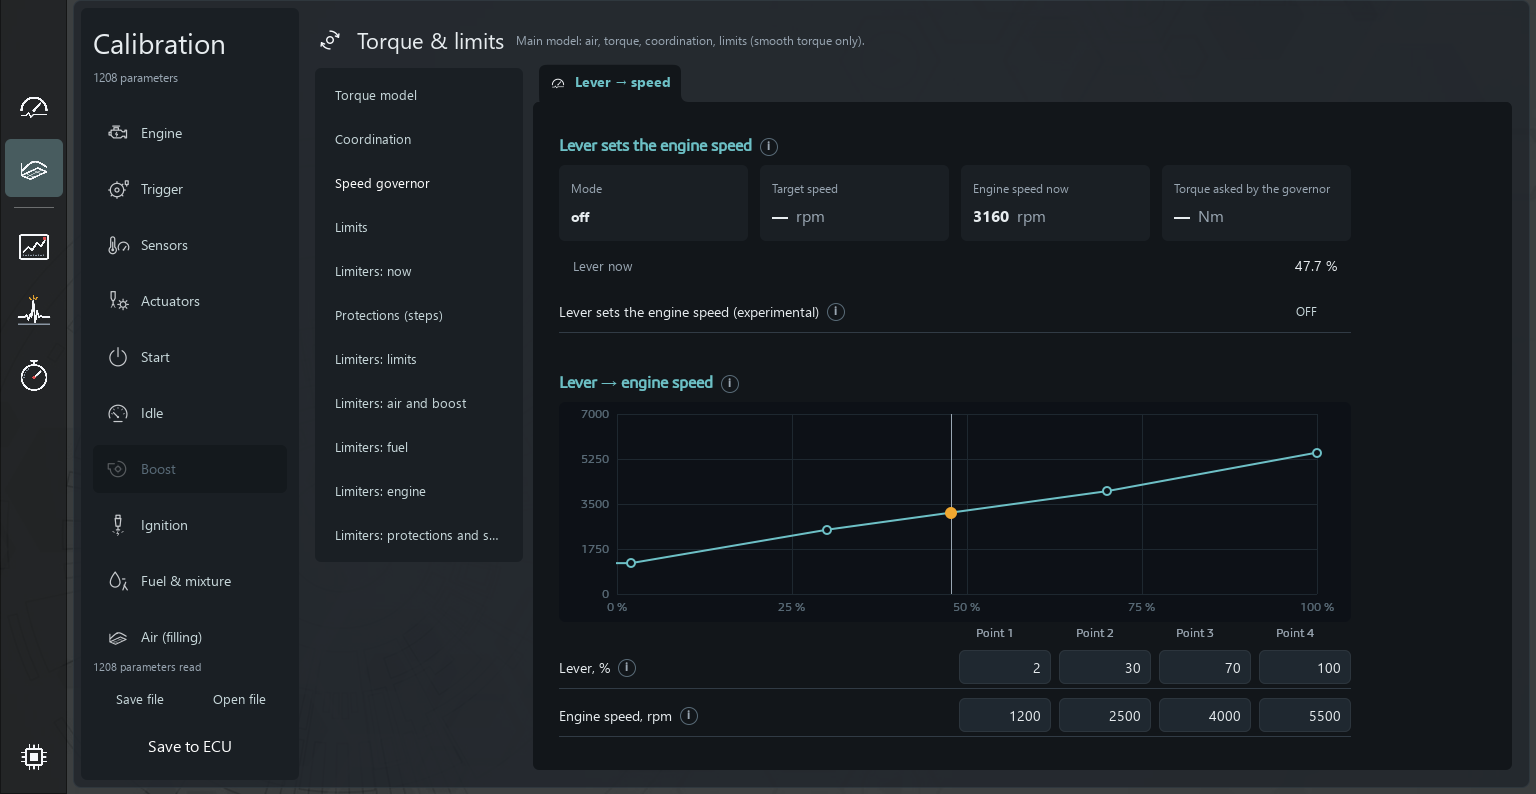 Calibration
1208 parameters
Engine
Trigger
Sensors
Actuators
Start
Idle
Boost
Ignition
Fuel & mixture
Air (filling)
1208 parameters read
Save file Open file
Save to ECU
Torque & limits Main model: air, torque, coordination, limits (smooth torque only).
Torque model
Coordination
Speed governor
Limits
Limiters: now
Protections (steps)
Limiters: limits
Limiters: air and boost
Limiters: fuel
Limiters: engine
Limiters: protections and s...
Lever → speed
Lever sets the engine speed i
Mode Target speed Engine speed now Torque asked by the governor
off — rpm 3160 rpm — Nm
Lever now 47.7 %
Lever sets the engine speed (experimental) i OFF
Lever → engine speed i
7000
5250
3500
1750
0
0 % 25 % 50 % 75 % 100 %
Point 1 Point 2 Point 3 Point 4
Lever, % i 2 30 70 100
Engine speed, rpm i 1200 2500 4000 5500